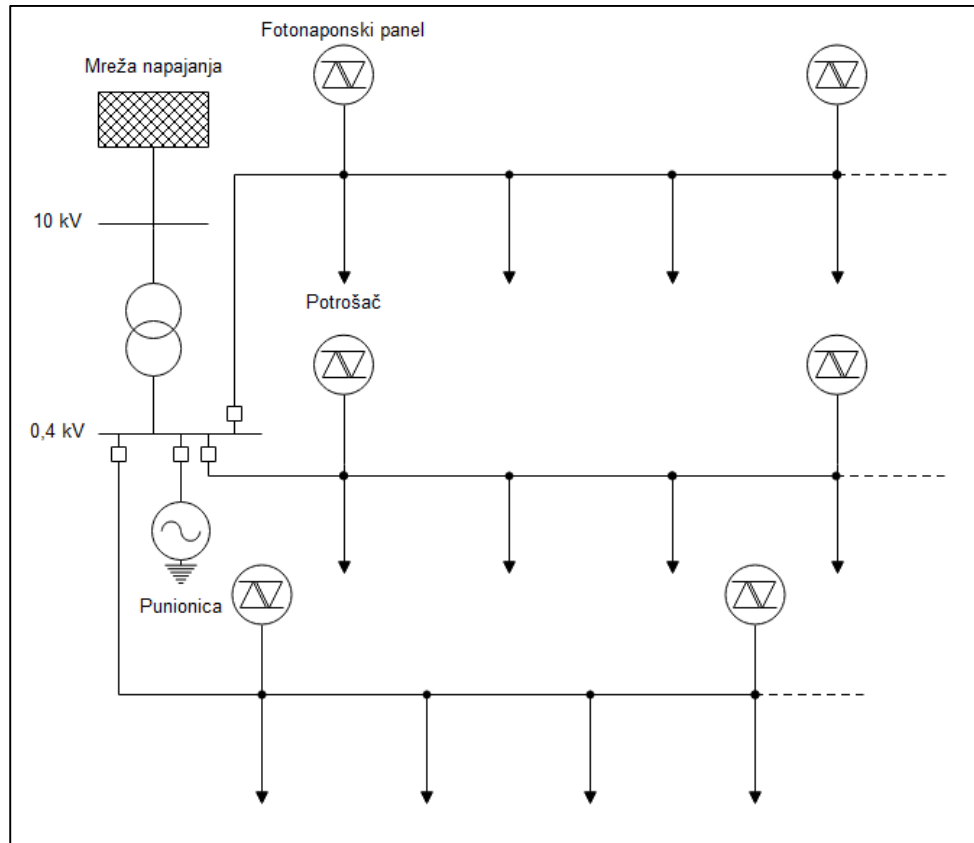 Fotonaponski panel
Mreža napajanja
10 kV
Potrošač
0,4 kV
Punionica